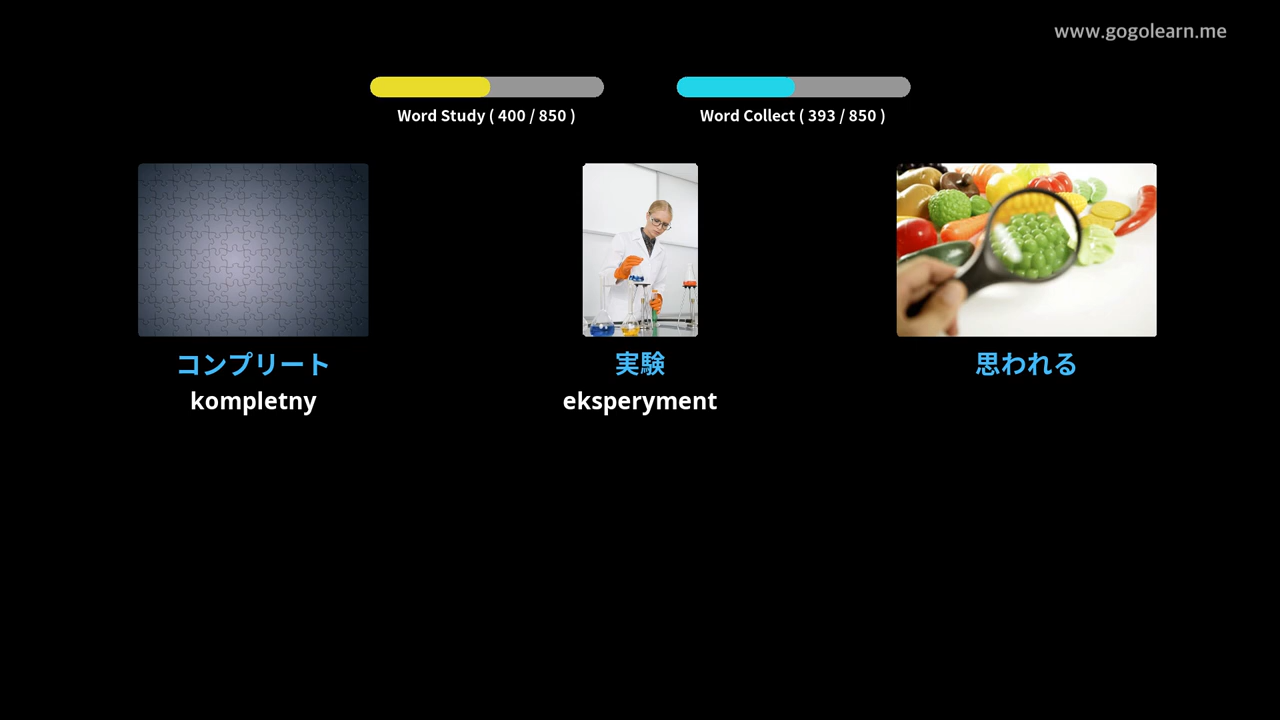 www.gogolearn.me
Word Study ( 400 / 850 )
Word Collect ( 393 / 850 )
コンプリート
kompletny
実験
eksperyment
思われる